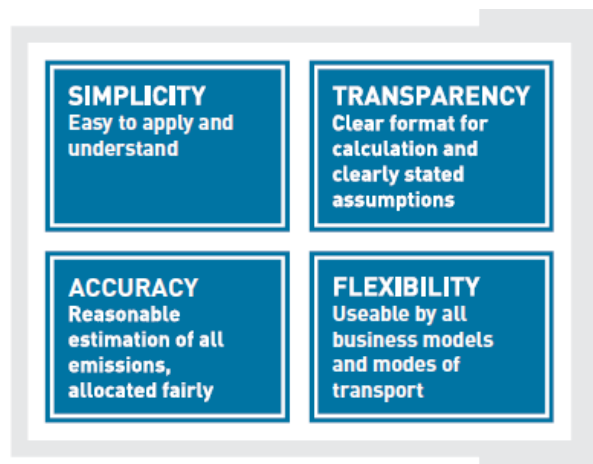 SIMPLICITY
Easy to apply and
understand
TRANSPARENCY
Clear format for
calculation and
clearly stated
assumptions
ACCURACY
Reasonable
estimation of all
emissions,
allocated fairly
FLEXIBILITY
Useable by all
business models
and modes of
transport